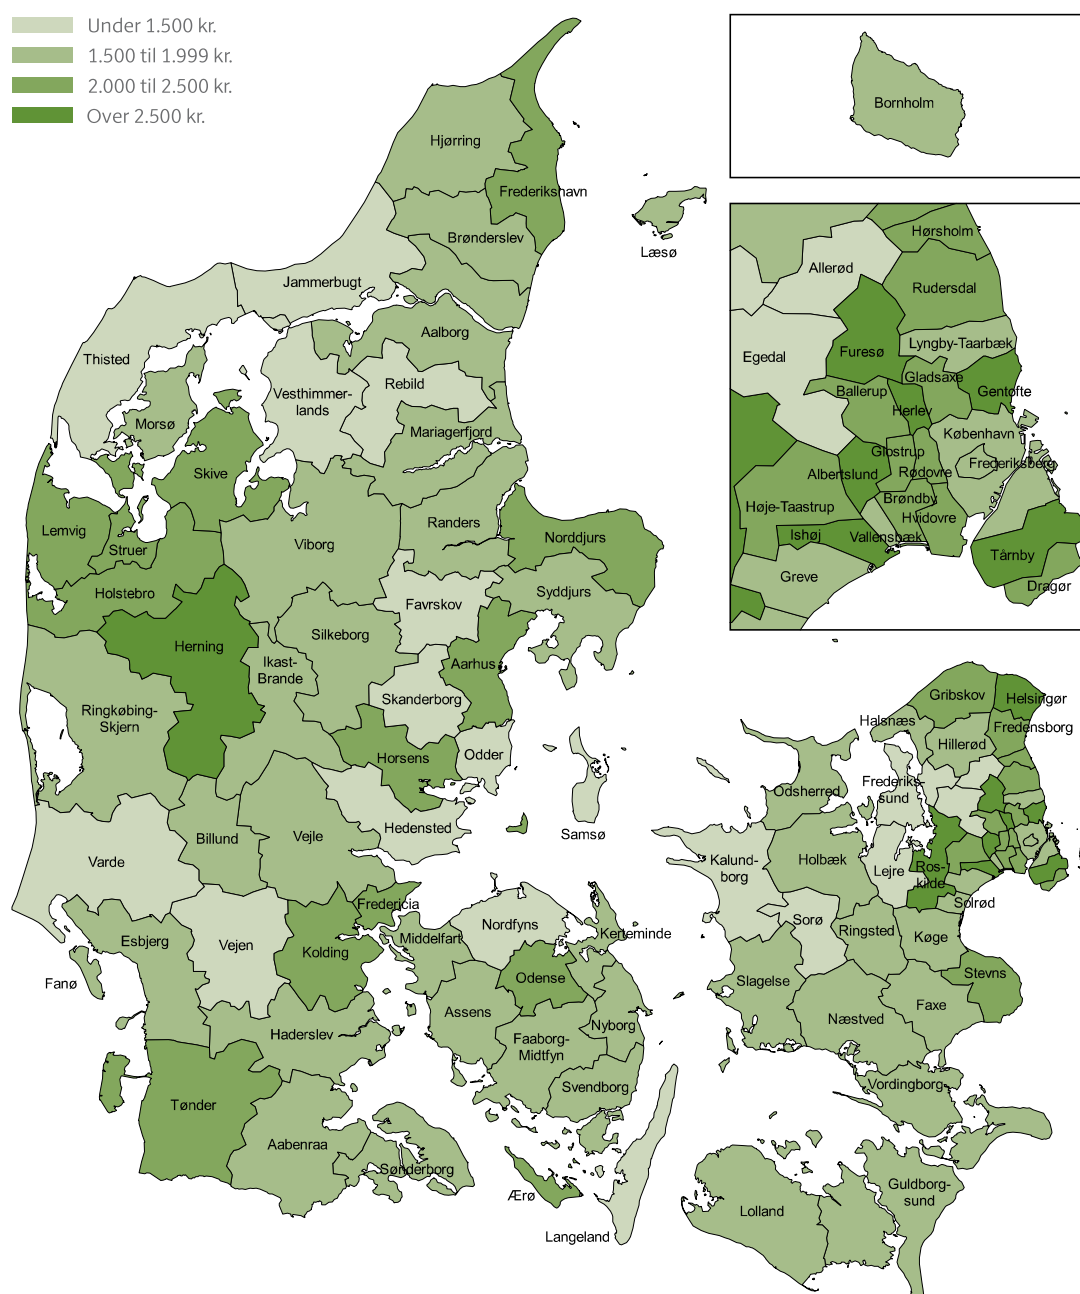 Under 1.500 kr.
1.500 til 1.999 kr.
2.000 til 2.500 kr.
Over 2.500 kr.
Bornholm
Hjørring
Frederikshavn
Brønderslev
Læsø
Jammerbugt
Aalborg
Thisted
Vesthimmer-
lands
Rebild
Morsø
Mariagerfjord
Skive
Lemvig
Struer
Viborg
Randers
Norddjurs
Holstebro
Favrskov
Syddjurs
Herning
Silkeborg
Ikast-
Brande
Aarhus
Skanderborg
Ringkøbing-
Skjern
Horsens
Odder
Samsø
Hedensted
Billund
Vejle
Varde
Fredericia
Esbjerg
Vejen
Kolding
Fanø
Middelfart
Nordfyns
Kerteminde
Odense
Assens
Nyborg
Faaborg-
Midtfyn
Svendborg
Haderslev
Tønder
Aabenraa
Sønderborg
Ærø
Langeland
Hørsholm
Allerød
Rudersdal
Egedal
Furesø
Lyngby-Taarbæk
Gladsaxe
Ballerup
Gentofte
Herlev
København
Glostrup
Frederiksberg
Albertslund
Rødovre
Brøndby
Høje-Taastrup
Hvidovre
Ishøj
Vallensbæk
Tårnby
Greve
Dragør
Gribskov
Helsingør
Halsnæs
Fredensborg
Hillerød
Odsherred
Frederiks-
sund
Kalund-
borg
Holbæk
Lejre
Ros-
kilde
Solrød
Sorø
Ringsted
Køge
Slagelse
Stevns
Næstved
Faxe
Vordingborg
Guldborg-
sund
Lolland